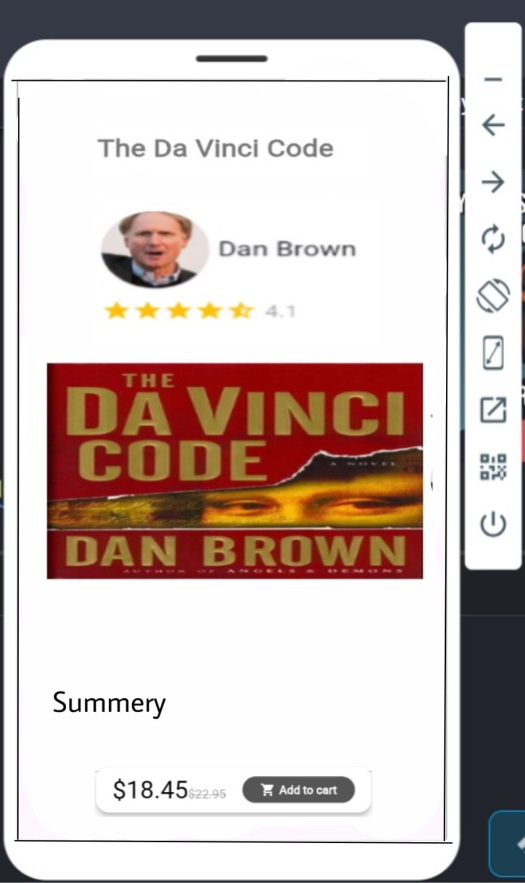 The Da Vinci Code
Dan Brown
4.1
THE
DA VINCI
CODE
A NOVEL
DAN BROWN
AUTHOR OF ANGELS & DEMONS
Summery
$18.45 $22.95 Add to cart